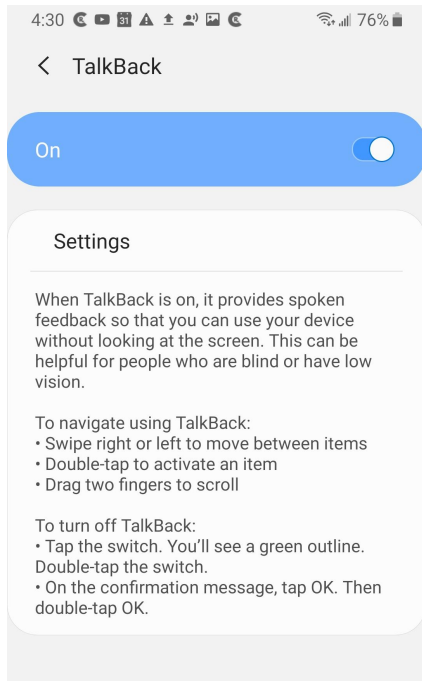 4:30 31 76%
TalkBack
On
Settings
When TalkBack is on, it provides spoken
feedback so that you can use your device
without looking at the screen. This can be
helpful for people who are blind or have low
vision.
To navigate using TalkBack:
• Swipe right or left to move between items
• Double-tap to activate an item
• Drag two fingers to scroll
To turn off TalkBack:
• Tap the switch. You’ll see a green outline.
Double-tap the switch.
• On the confirmation message, tap OK. Then
double-tap OK.